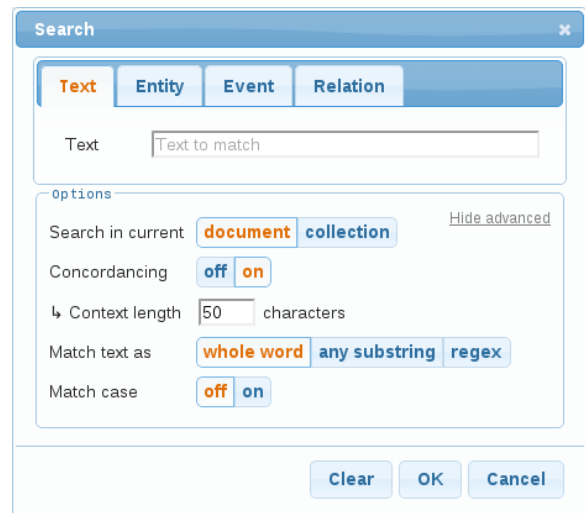 Search ×
Text Entity Event Relation
Text Text to match
Options
Hide advanced
Search in current document collection
Concordancing off on
↳ Context length 50 characters
Match text as whole word any substring regex
Match case off on
Clear OK Cancel